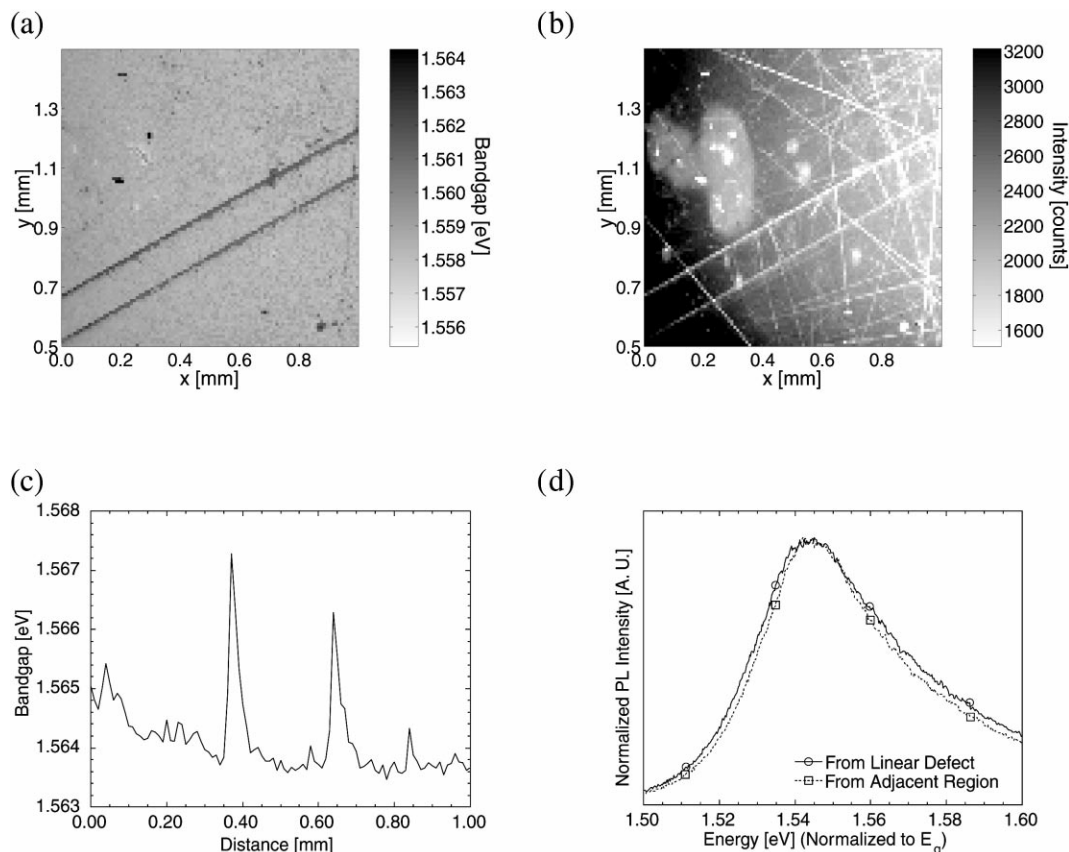 (a)
1.3
1.1
0.9
0.7
0.5
y [mm]
0.0 0.2 0.4 0.6 0.8
x [mm]
1.564
1.563
1.562
1.561
1.560
1.559
1.558
1.557
1.556
Bandgap [eV]
(b)
1.3
1.1
0.9
0.7
0.5
y [mm]
0.0 0.2 0.4 0.6 0.8
x [mm]
3200
3000
2800
2600
2400
2200
2000
1800
1600
Intensity [counts]
(c)
1.568
1.567
1.566
1.565
1.564
1.563
Bandgap [eV]
0.00 0.20 0.40 0.60 0.80 1.00
Distance [mm]
(d)
Normalized PL Intensity [A. U.]
From Linear Defect
From Adjacent Region
1.50 1.52 1.54 1.56 1.58 1.60
Energy [eV] (Normalized to Eg)